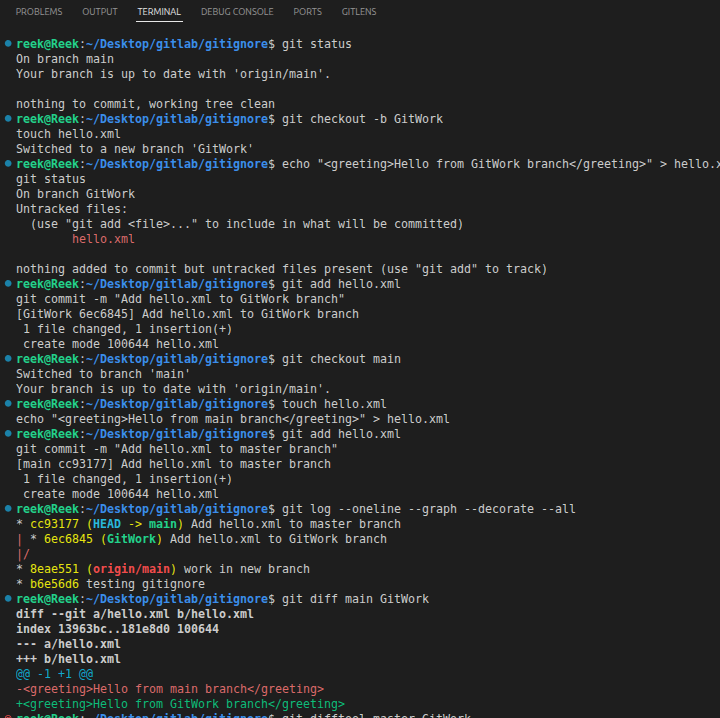 PROBLEMS OUTPUT TERMINAL DEBUG CONSOLE PORTS GITLENS
reek@Reek:~/Desktop/gitlab/gitignore$ git status
On branch main
Your branch is up to date with 'origin/main'.
nothing to commit, working tree clean
reek@Reek:~/Desktop/gitlab/gitignore$ git checkout -b GitWork
touch hello.xml
Switched to a new branch 'GitWork'
reek@Reek:~/Desktop/gitlab/gitignore$ echo "<greeting>Hello from GitWork branch</greeting>" > hello.x
git status
On branch GitWork
Untracked files:
  (use "git add <file>..." to include in what will be committed)
        hello.xml
nothing added to commit but untracked files present (use "git add" to track)
reek@Reek:~/Desktop/gitlab/gitignore$ git add hello.xml
git commit -m "Add hello.xml to GitWork branch"
[GitWork 6ec6845] Add hello.xml to GitWork branch
 1 file changed, 1 insertion(+)
 create mode 100644 hello.xml
reek@Reek:~/Desktop/gitlab/gitignore$ git checkout main
Switched to branch 'main'
Your branch is up to date with 'origin/main'.
reek@Reek:~/Desktop/gitlab/gitignore$ touch hello.xml
echo "<greeting>Hello from main branch</greeting>" > hello.xml
reek@Reek:~/Desktop/gitlab/gitignore$ git add hello.xml
git commit -m "Add hello.xml to master branch"
[main cc93177] Add hello.xml to master branch
 1 file changed, 1 insertion(+)
 create mode 100644 hello.xml
reek@Reek:~/Desktop/gitlab/gitignore$ git log --oneline --graph --decorate --all
* cc93177 (HEAD -> main) Add hello.xml to master branch
| * 6ec6845 (GitWork) Add hello.xml to GitWork branch
|/
* 8eae551 (origin/main) work in new branch
* b6e56d6 testing gitignore
reek@Reek:~/Desktop/gitlab/gitignore$ git diff main GitWork
diff --git a/hello.xml b/hello.xml
index 13963bc..181e8d0 100644
--- a/hello.xml
+++ b/hello.xml
@@ -1 +1 @@
-<greeting>Hello from main branch</greeting>
+<greeting>Hello from GitWork branch</greeting>
reek@Reek:~/Desktop/gitlab/gitignore$ git difftool master GitWork